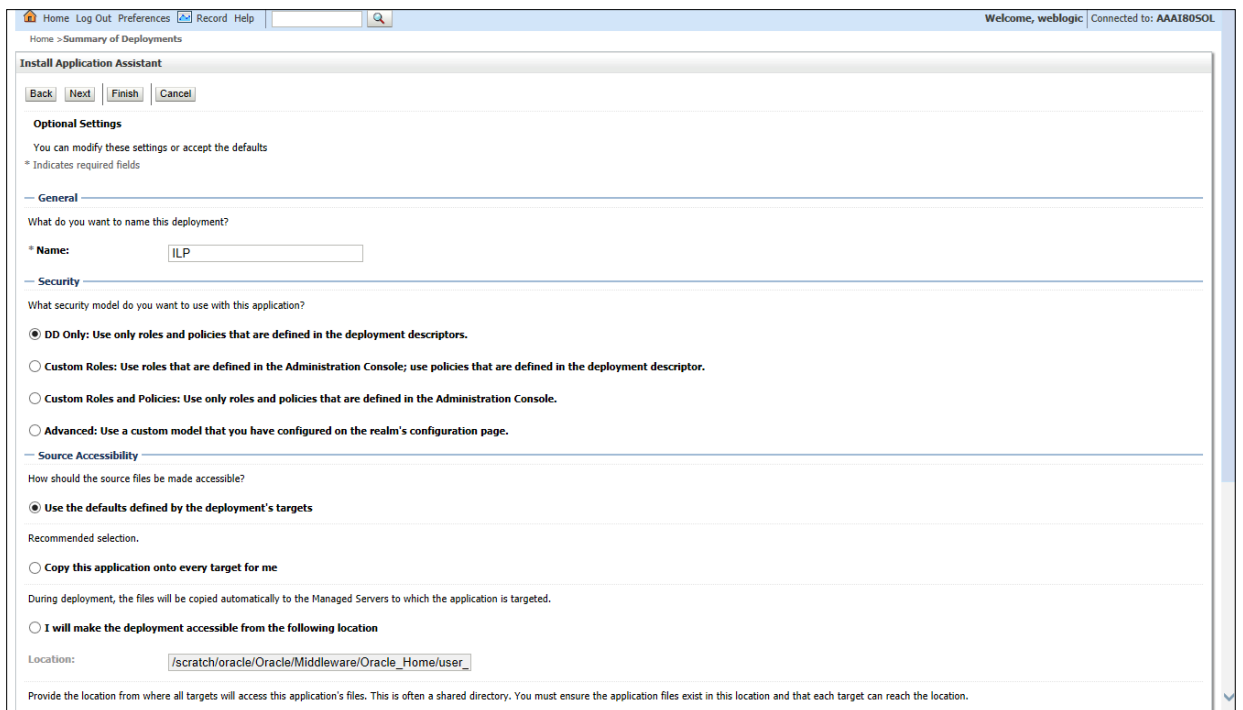 Home Log Out Preferences Record Help
Welcome, weblogic Connected to: AAAI80SOL
Home >Summary of Deployments
Install Application Assistant
Back Next Finish Cancel
Optional Settings
You can modify these settings or accept the defaults
* Indicates required fields
General
What do you want to name this deployment?
* Name: ILP
Security
What security model do you want to use with this application?
DD Only: Use only roles and policies that are defined in the deployment descriptors.
Custom Roles: Use roles that are defined in the Administration Console; use policies that are defined in the deployment descriptor.
Custom Roles and Policies: Use only roles and policies that are defined in the Administration Console.
Advanced: Use a custom model that you have configured on the realm's configuration page.
Source Accessibility
How should the source files be made accessible?
Use the defaults defined by the deployment's targets
Recommended selection.
Copy this application onto every target for me
During deployment, the files will be copied automatically to the Managed Servers to which the application is targeted.
I will make the deployment accessible from the following location
Location: /scratch/oracle/Oracle/Middleware/Oracle_Home/user_
Provide the location from where all targets will access this application's files. This is often a shared directory. You must ensure the application files exist in this location and that each target can reach the location.